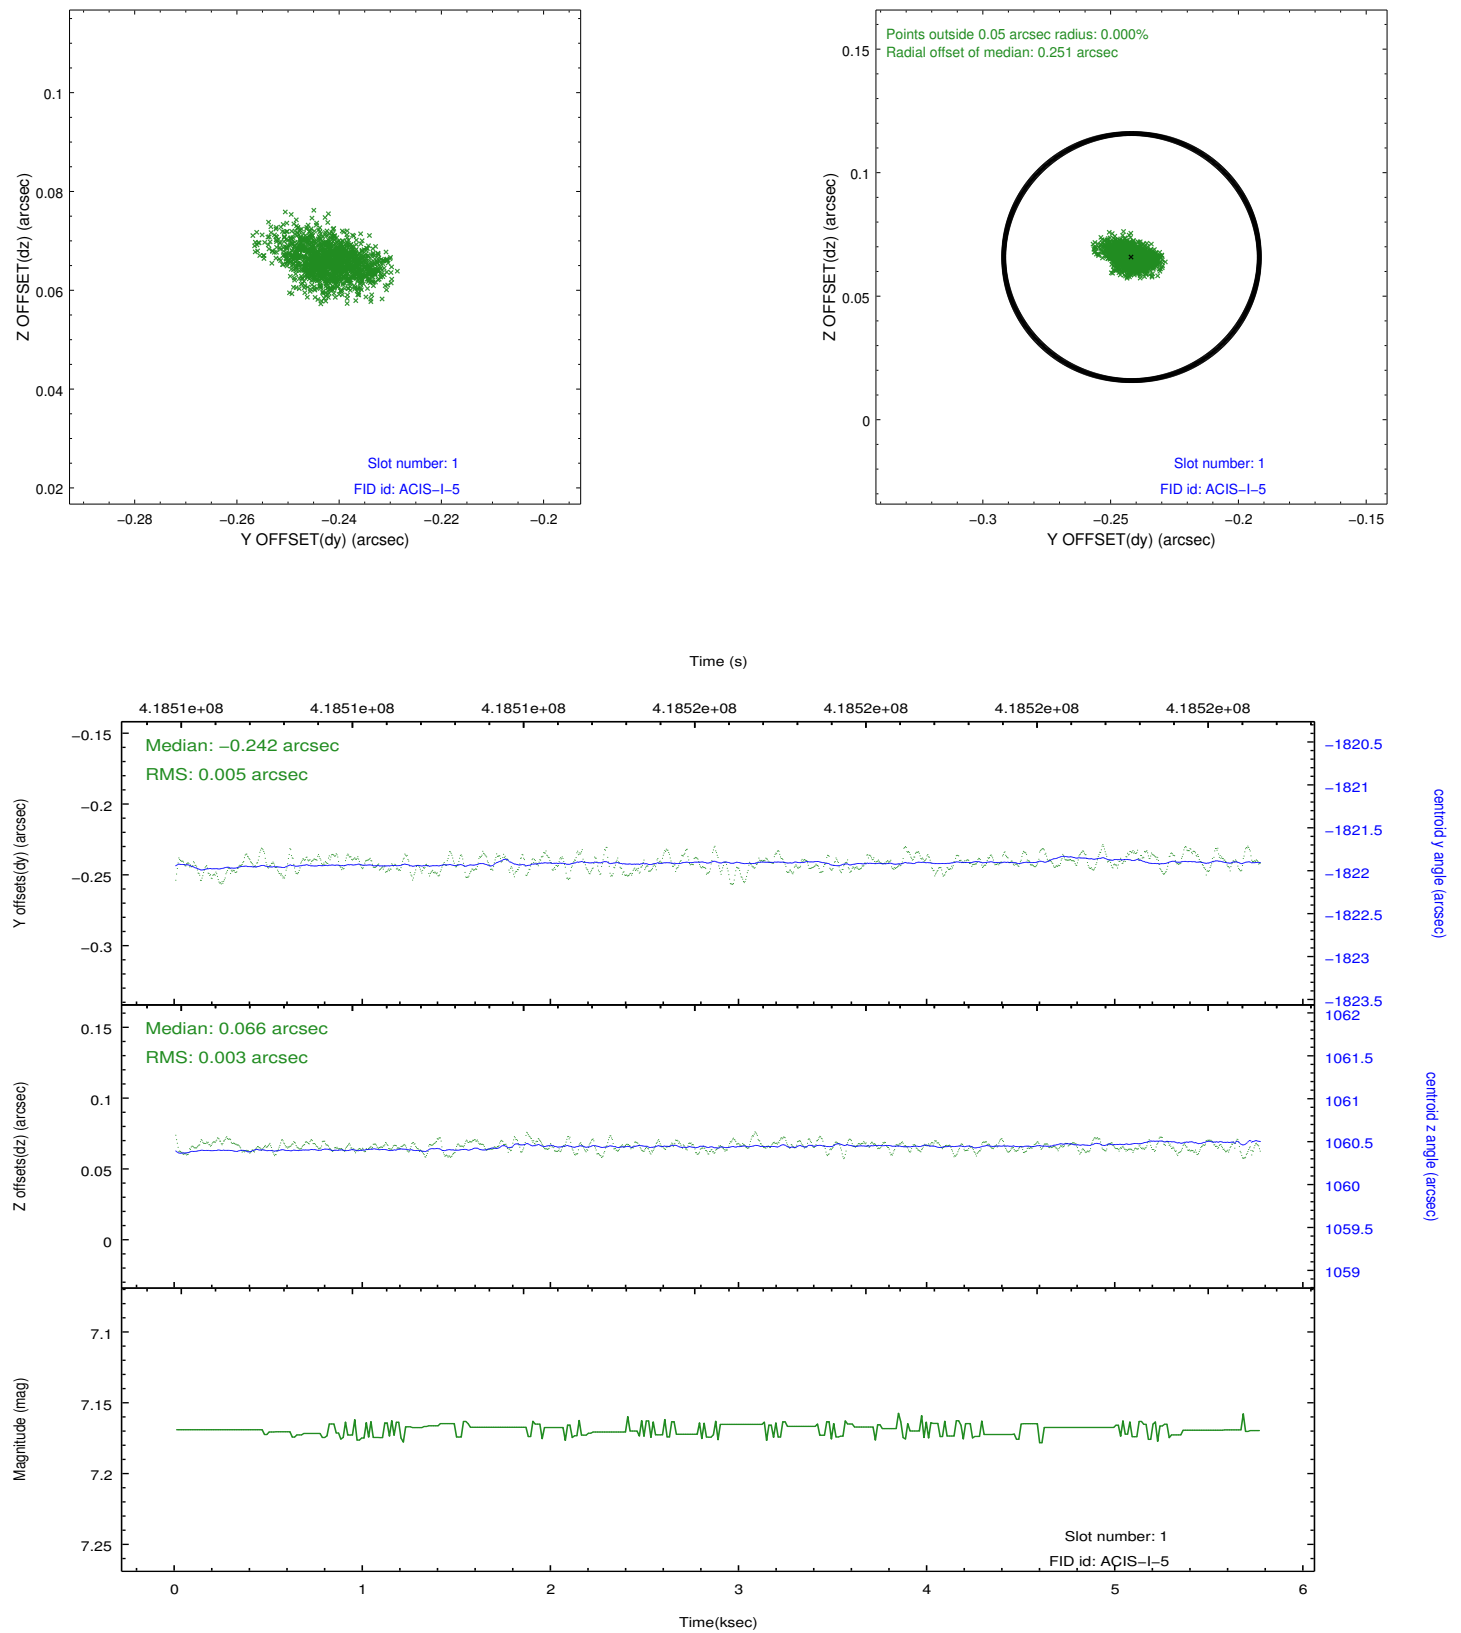 0.1
0.08
0.06
0.04
0.02
Z OFFSET(dz) (arcsec)
Slot number: 1
FID id: ACIS−I−5
−0.28 −0.26 −0.24 −0.22 −0.2
Y OFFSET(dy) (arcsec)
Points outside 0.05 arcsec radius: 0.000%
Radial offset of median: 0.251 arcsec
0.15
0.1
0.05
0
Z OFFSET(dz) (arcsec)
Slot number: 1
FID id: ACIS−I−5
−0.3 −0.25 −0.2 −0.15
Y OFFSET(dy) (arcsec)
Time (s)
4.1851e+08 4.1851e+08 4.1851e+08 4.1852e+08 4.1852e+08 4.1852e+08 4.1852e+08
Median: −0.242 arcsec
RMS: 0.005 arcsec
−0.15
−0.2
−0.25
−0.3
Y offsets(dy) (arcsec)
−1820.5
−1821
−1821.5
−1822
−1822.5
−1823
−1823.5
centroid y angle (arcsec)
Median: 0.066 arcsec
RMS: 0.003 arcsec
0.15
0.1
0.05
0
Z offsets(dz) (arcsec)
1062
1061.5
1061
1060.5
1060
1059.5
1059
centroid z angle (arcsec)
7.1
7.15
7.2
7.25
Magnitude (mag)
Slot number: 1
FID id: ACIS−I−5
0 1 2 3 4 5 6
Time(ksec)